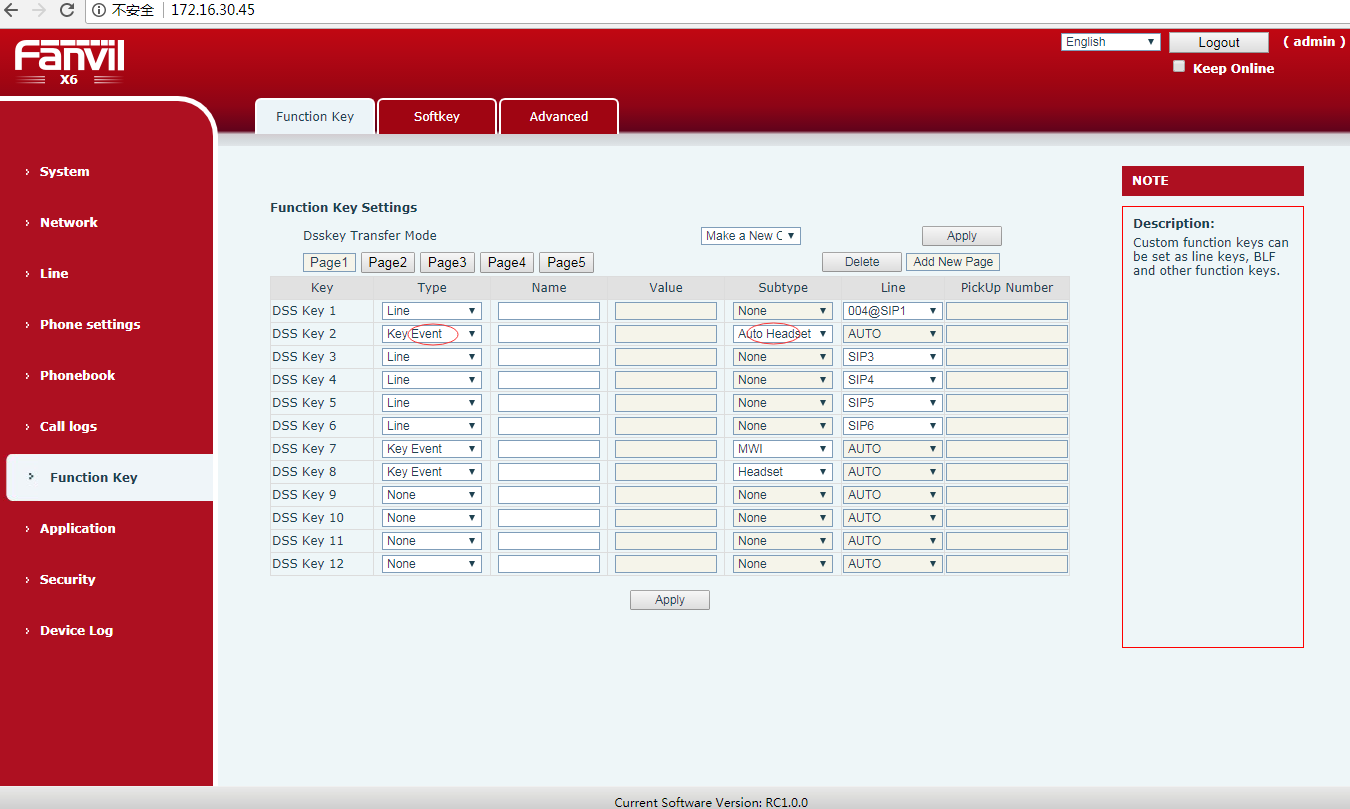 不安全 172.16.30.45
Fanvil
X6
English Logout ( admin )
Keep Online
Function Key Softkey Advanced
System
Network
Line
Phone settings
Phonebook
Call logs
Function Key
Application
Security
Device Log
Function Key Settings
Dsskey Transfer Mode Make a New C Apply
Page1 Page2 Page3 Page4 Page5 Delete Add New Page
Key Type Name Value Subtype Line PickUp Number
DSS Key 1 Line None 004@SIP1
DSS Key 2 Key Event Auto Headset AUTO
DSS Key 3 Line None SIP3
DSS Key 4 Line None SIP4
DSS Key 5 Line None SIP5
DSS Key 6 Line None SIP6
DSS Key 7 Key Event MWI AUTO
DSS Key 8 Key Event Headset AUTO
DSS Key 9 None None AUTO
DSS Key 10 None None AUTO
DSS Key 11 None None AUTO
DSS Key 12 None None AUTO
Apply
NOTE
Description:
Custom function keys can
be set as line keys, BLF
and other function keys.
Current Software Version: RC1.0.0